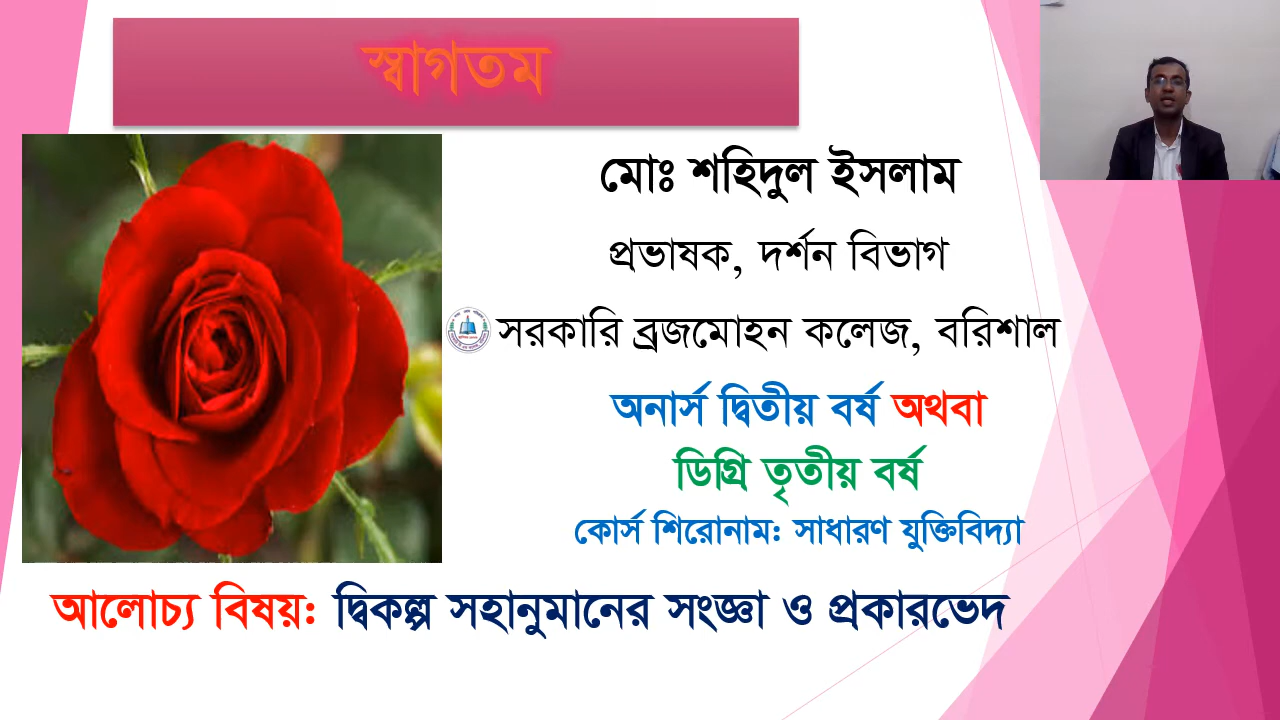 স্বাগতম
মোঃ শহিদুল ইসলাম
প্রভাষক, দর্শন বিভাগ
সরকারি ব্রজমোহন কলেজ, বরিশাল
অনার্স দ্বিতীয় বর্ষ অথবা
ডিগ্রি তৃতীয় বর্ষ
কোর্স শিরোনাম: সাধারণ যুক্তিবিদ্যা
আলোচ্য বিষয়: দ্বিকল্প সহানুমানের সংজ্ঞা ও প্রকারভেদ